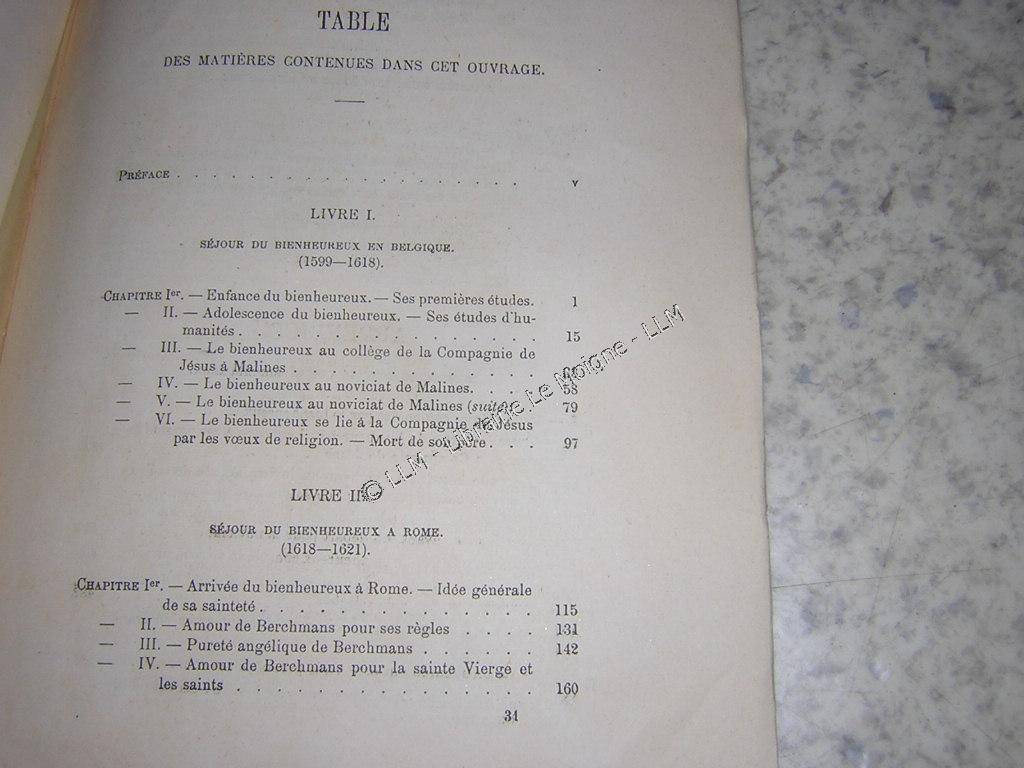 TABLE
DES MATIÈRES CONTENUES DANS CET OUVRAGE.
PRÉFACE . . . . . . . . . . . . . . . . . . . v
LIVRE I.
SÉJOUR DU BIENHEUREUX EN BELGIQUE.
(1599—1618).
CHAPITRE Ier. — Enfance du bienheureux. — Ses premières études. 1
— II. — Adolescence du bienheureux. — Ses études d'hu-
manités . . . . . . . . . . . . . . . . 15
— III. — Le bienheureux au collège de la Compagnie de
Jésus à Malines . . . . . . . . . . . .
— IV. — Le bienheureux au noviciat de Malines. . . . . 58
— V. — Le bienheureux au noviciat de Malines (suite). 79
— VI. — Le bienheureux se lie à la Compagnie de Jésus
par les vœux de religion. — Mort de son père . . . 97
LIVRE II.
SÉJOUR DU BIENHEUREUX A ROME.
(1618—1621).
CHAPITRE Ier. — Arrivée du bienheureux à Rome. — Idée générale
de sa sainteté . . . . . . . . . . . . . . 115
— II. — Amour de Berchmans pour ses règles . . . . 131
— III. — Pureté angélique de Berchmans . . . . . . 142
— IV. — Amour de Berchmans pour la sainte Vierge et
les saints . . . . . . . . . . . . . . . . 160
31
© LLM - Librairie Le Moigne - LLM